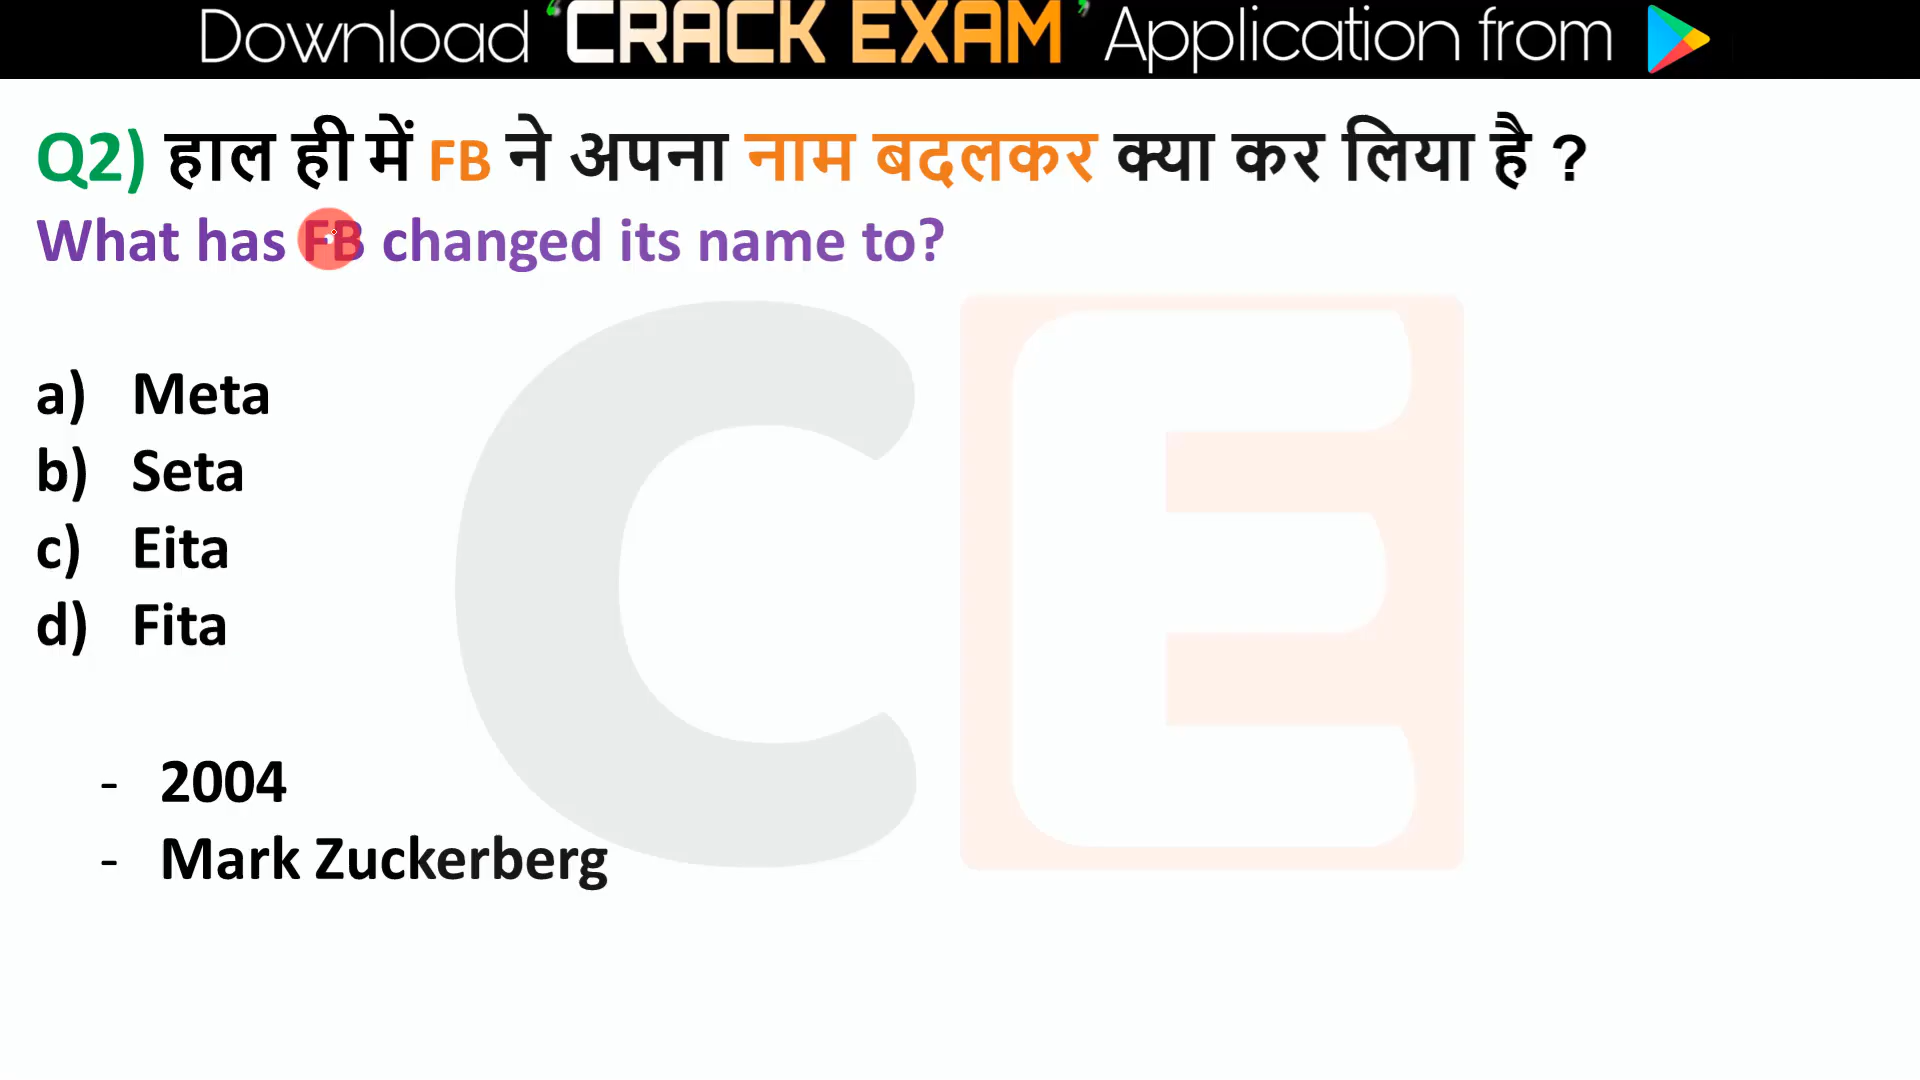 Download ‘CRACK EXAM’ Application from
Q2) हाल ही में FB ने अपना नाम बदलकर क्या कर लिया है ?
What has FB changed its name to?
a) Meta
b) Seta
c) Eita
d) Fita
- 2004
- Mark Zuckerberg
CE